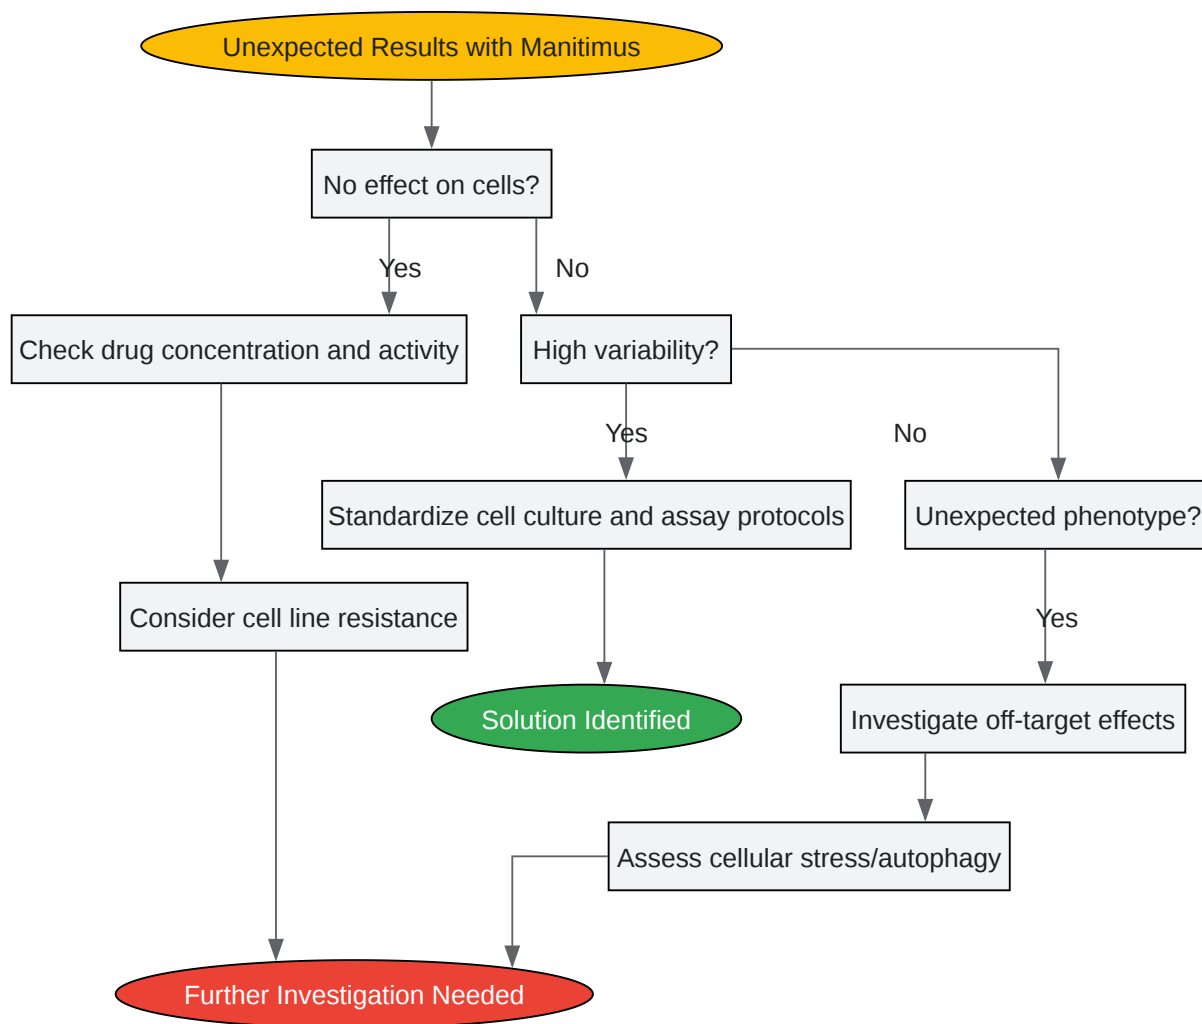 Unexpected Results with Manitimus
No effect on cells?
Yes
No
Check drug concentration and activity
High variability?
Yes
No
Standardize cell culture and assay protocols
Unexpected phenotype?
Consider cell line resistance
Yes
Solution Identified
Investigate off-target effects
Assess cellular stress/autophagy
Further Investigation Needed